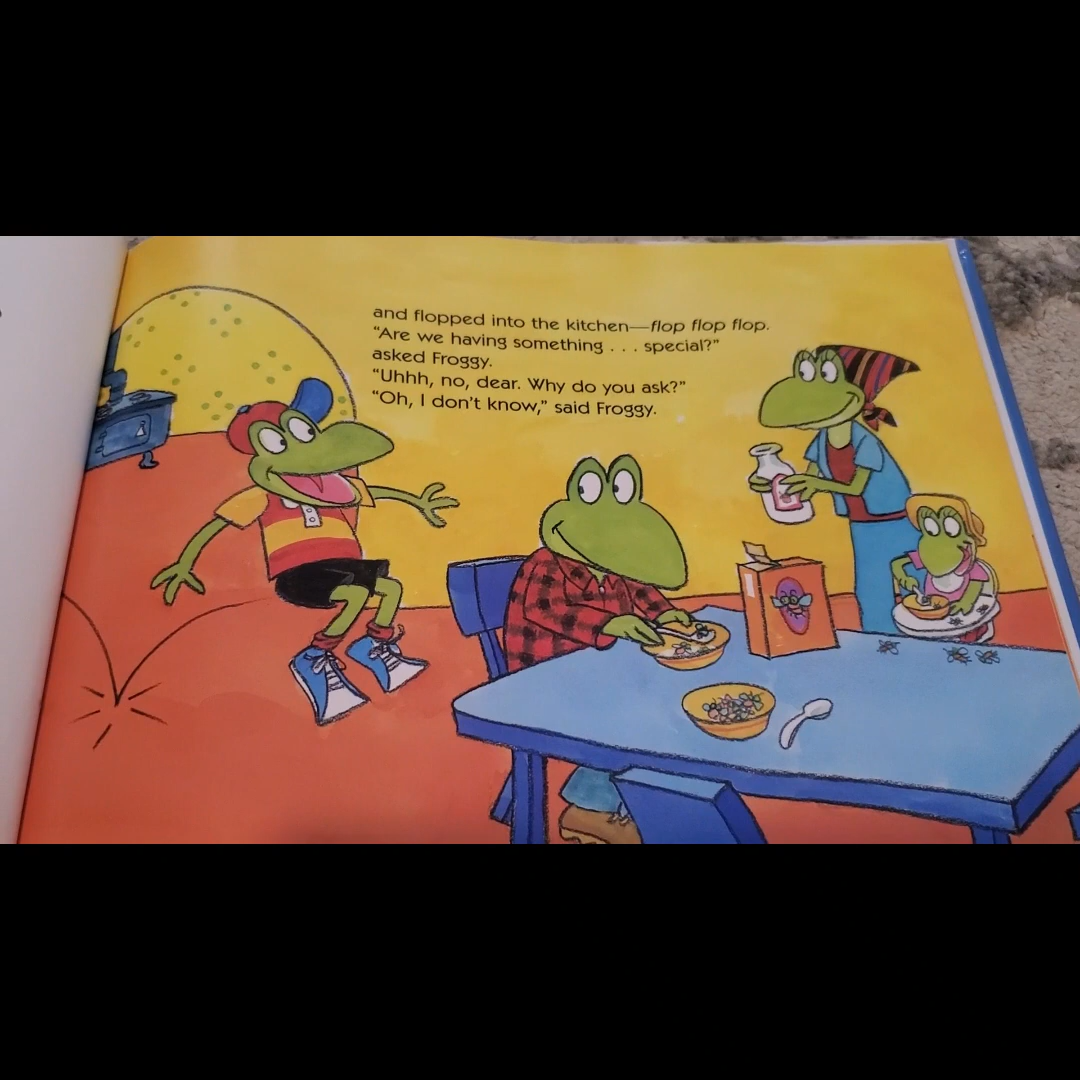 and flopped into the kitchen—flop flop flop.
“Are we having something . . . special?”
asked Froggy.
“Uhhh, no, dear. Why do you ask?”
“Oh, I don’t know,” said Froggy.